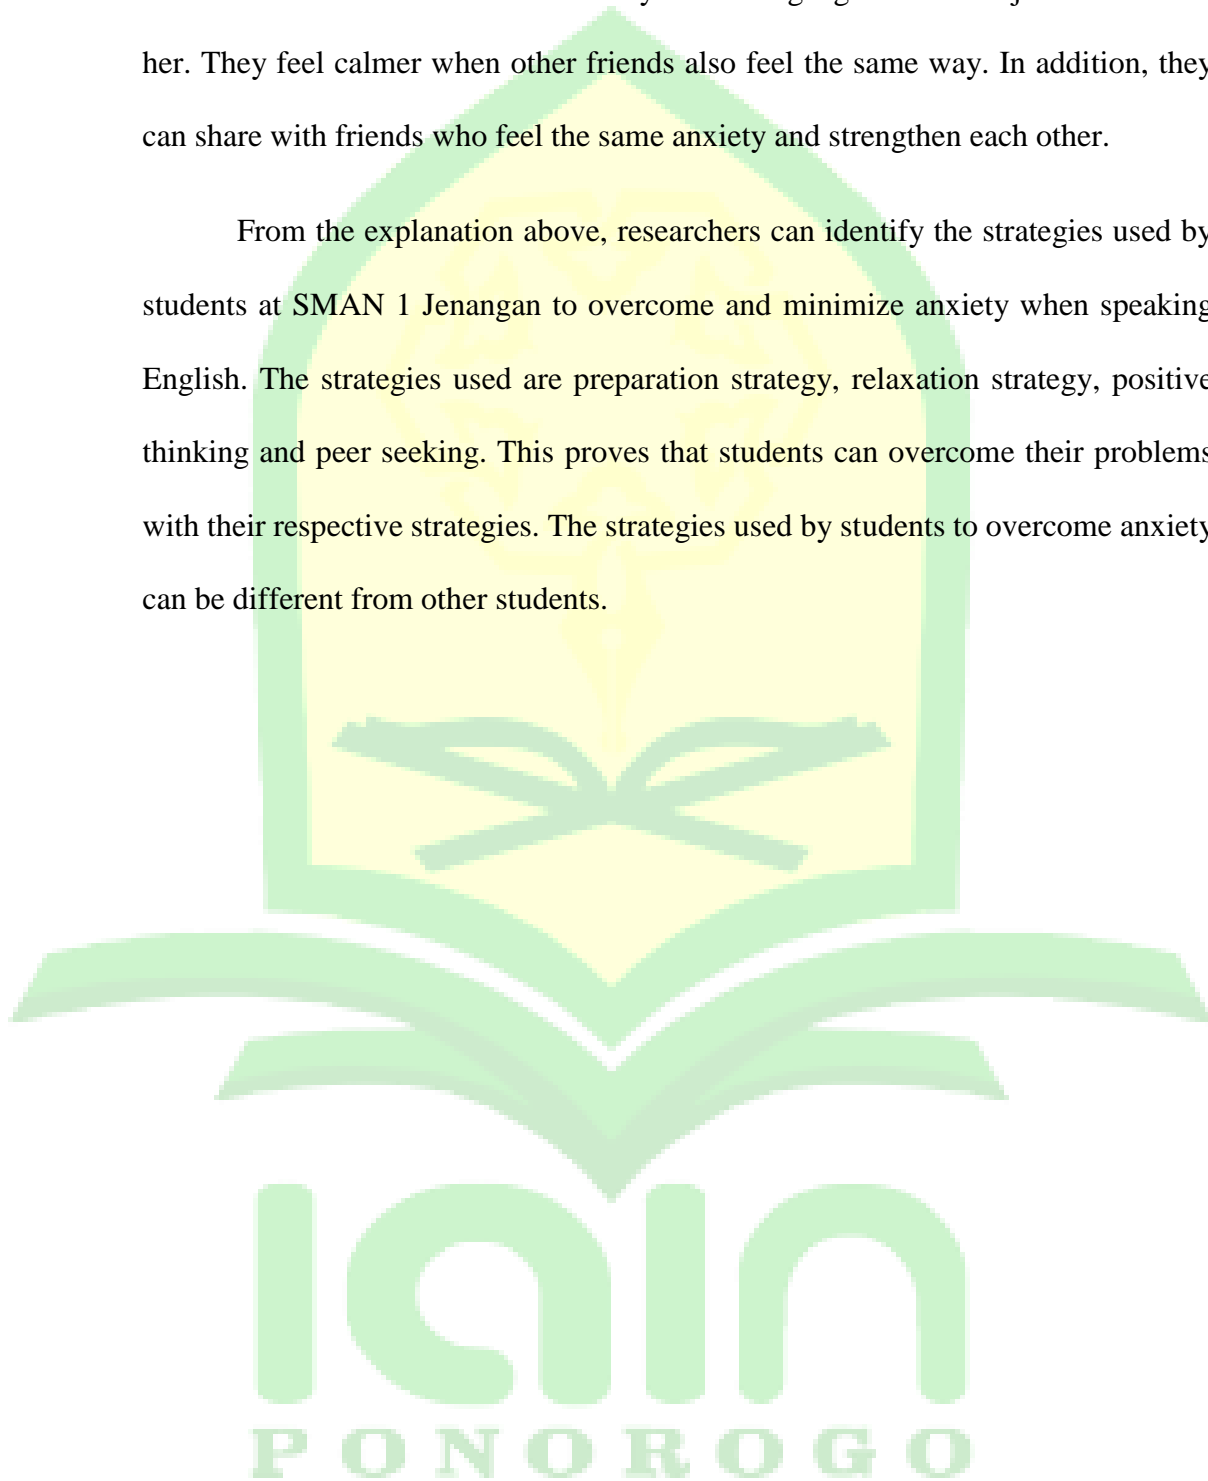 her. They feel calmer when other friends also feel the same way. In addition, they
can share with friends who feel the same anxiety and strengthen each other.
From the explanation above, researchers can identify the strategies used by
students at SMAN 1 Jenangan to overcome and minimize anxiety when speaking
English. The strategies used are preparation strategy, relaxation strategy, positive
thinking and peer seeking. This proves that students can overcome their problems
with their respective strategies. The strategies used by students to overcome anxiety
can be different from other students.
iain
PONOROGO